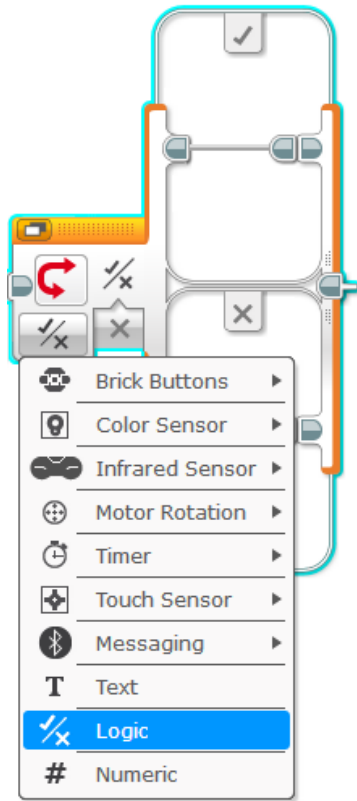 Brick Buttons
Color Sensor
Infrared Sensor
Motor Rotation
Timer
Touch Sensor
Messaging
T Text
Logic
# Numeric